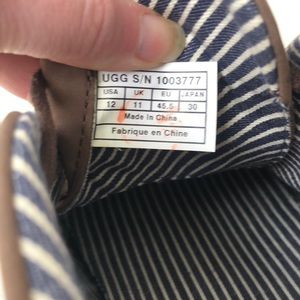 UGG S/N 1003777
USA UK EU JAPAN
12 11 45.5 30
Made in China
Fabrique en Chine